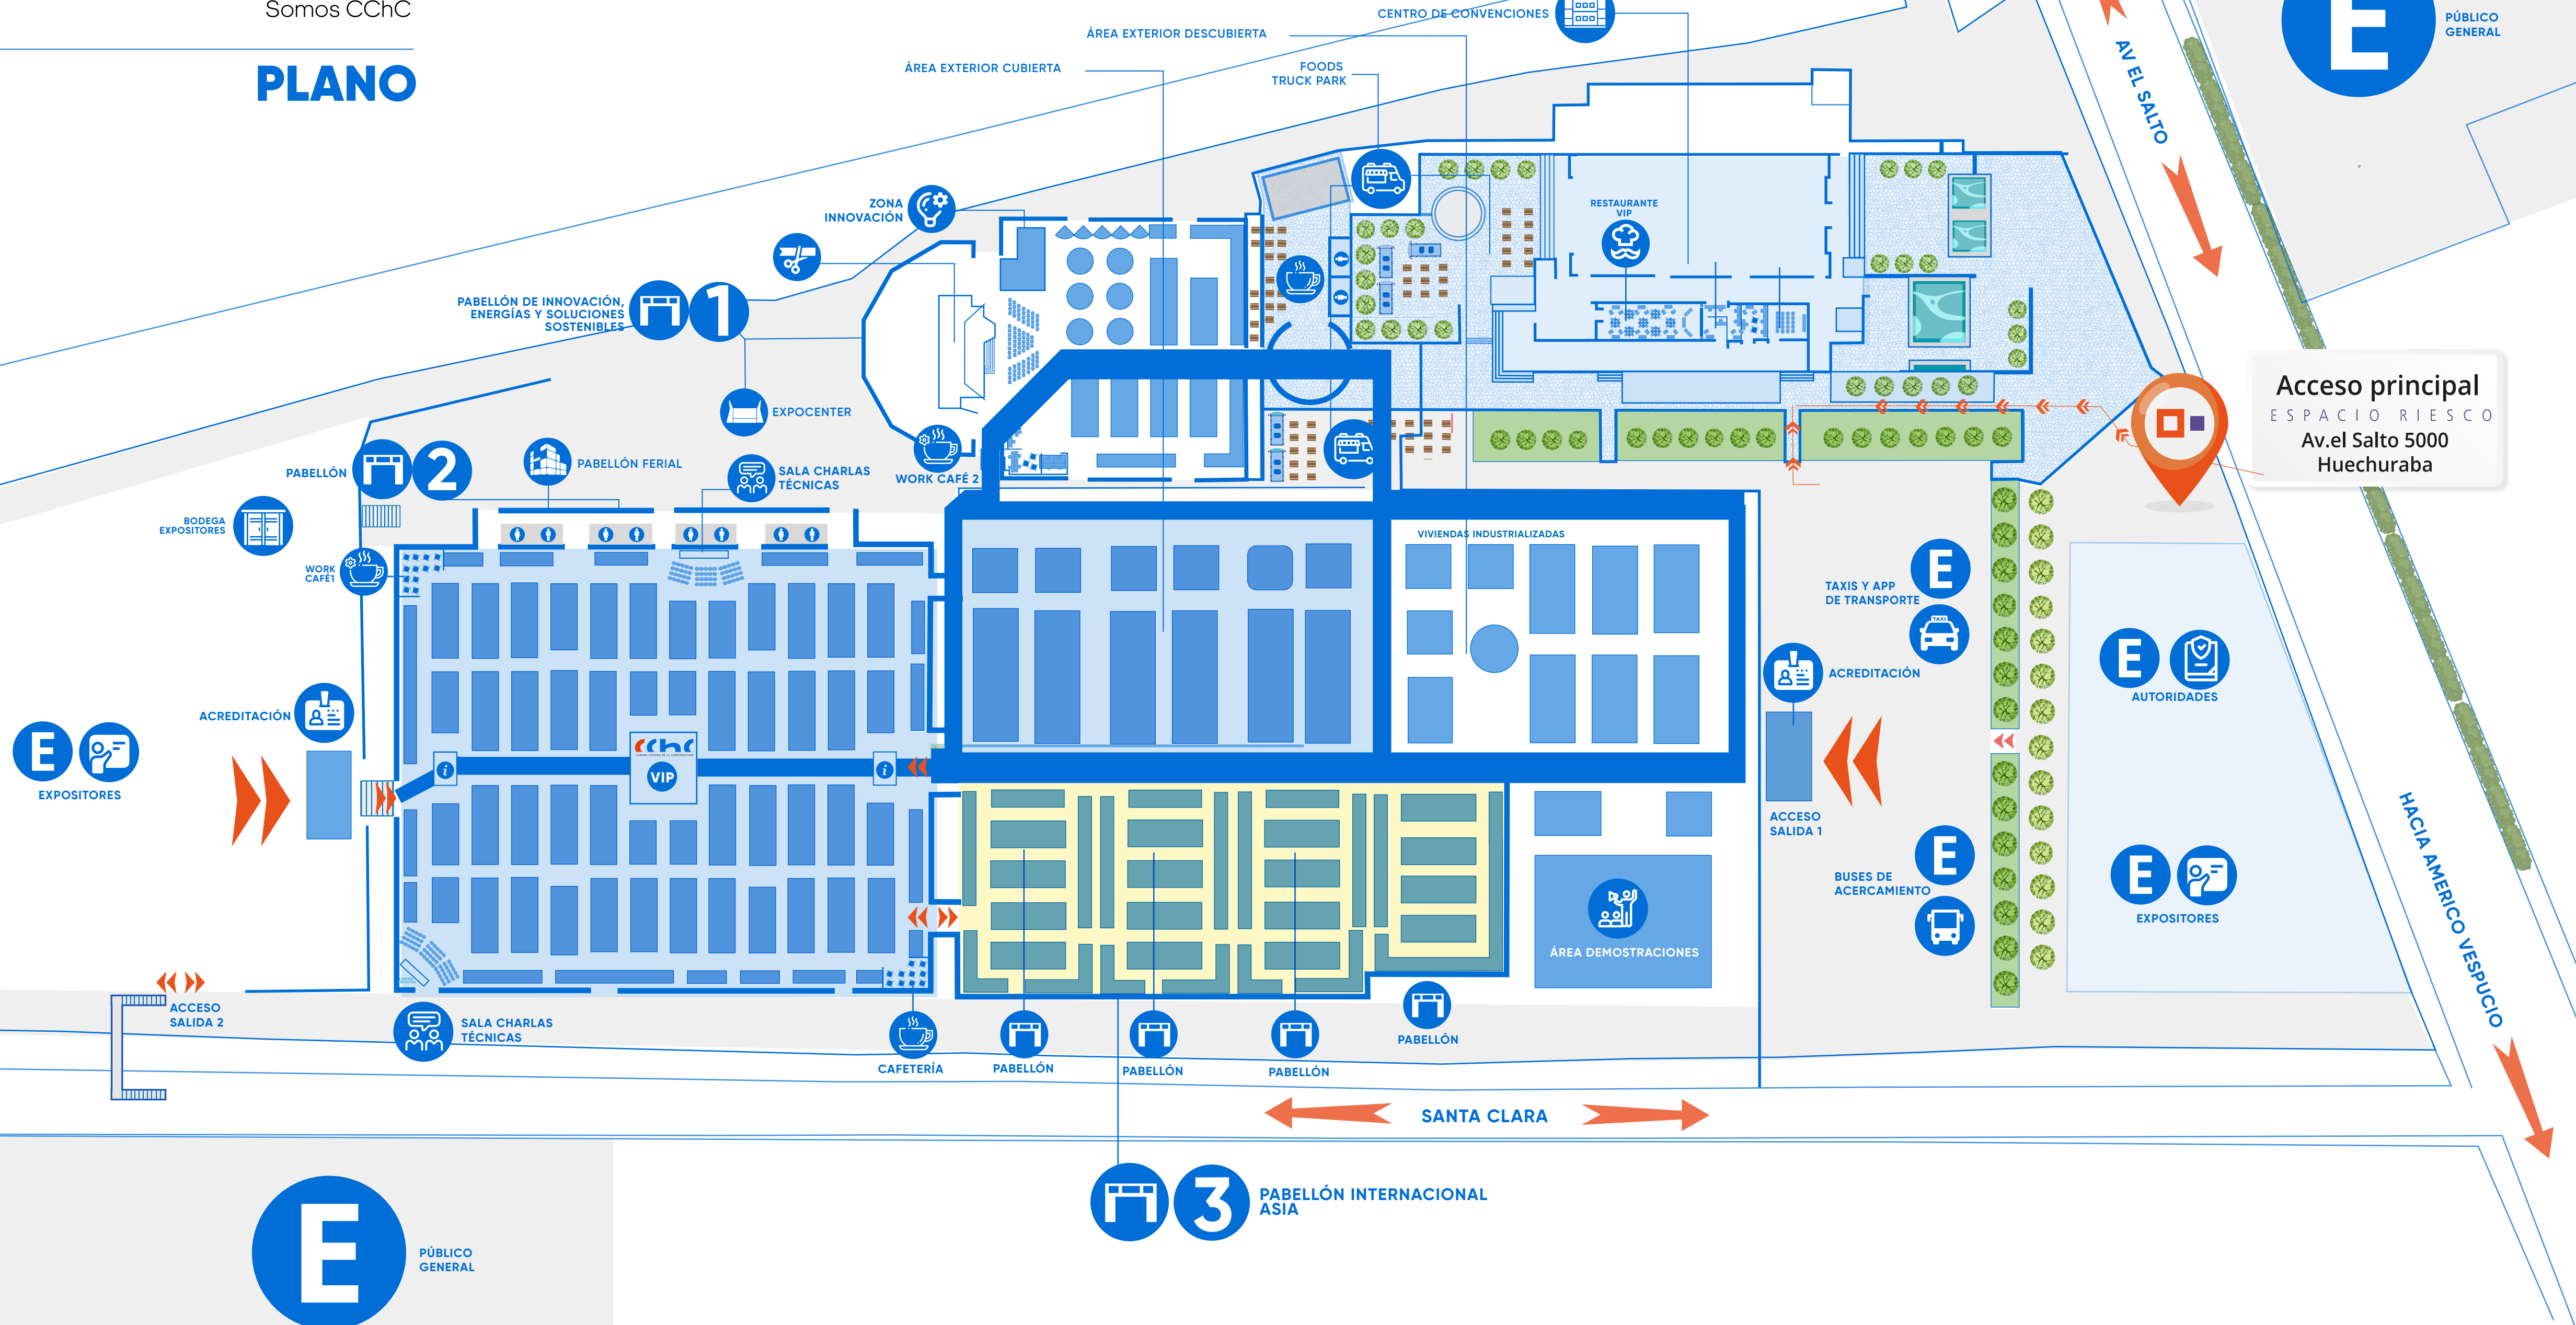 Somos CChC
PLANO
CENTRO DE CONVENCIONES
ÁREA EXTERIOR DESCUBIERTA
ÁREA EXTERIOR CUBIERTA
FOODS
TRUCK PARK
E
PÚBLICO
GENERAL
AV EL SALTO
ZONA
INNOVACIÓN
RESTAURANTE
VIP
PABELLÓN DE INNOVACIÓN,
ENERGÍAS Y SOLUCIONES
SOSTENIBLES
1
EXPOCENTER
Acceso principal
ESPACIO RIESCO
Av.el Salto 5000
Huechuraba
PABELLÓN
2
PABELLÓN FERIAL
SALA CHARLAS
TÉCNICAS
WORK CAFÉ 2
BODEGA
EXPOSITORES
WORK
CAFÉ1
VIVIENDAS INDUSTRIALIZADAS
TAXIS Y APP
DE TRANSPORTE
E
TAXI
ACREDITACIÓN
E
AUTORIDADES
ACREDITACIÓN
E
EXPOSITORES
i
cchc
VIP
i
ACCESO
SALIDA 1
BUSES DE
ACERCAMIENTO
E
E
EXPOSITORES
HACIA AMERICO VESPUCIO
ÁREA DEMOSTRACIONES
ACCESO
SALIDA 2
SALA CHARLAS
TÉCNICAS
CAFETERÍA
PABELLÓN
PABELLÓN
PABELLÓN
PABELLÓN
SANTA CLARA
3
PABELLÓN INTERNACIONAL
ASIA
E
PÚBLICO
GENERAL